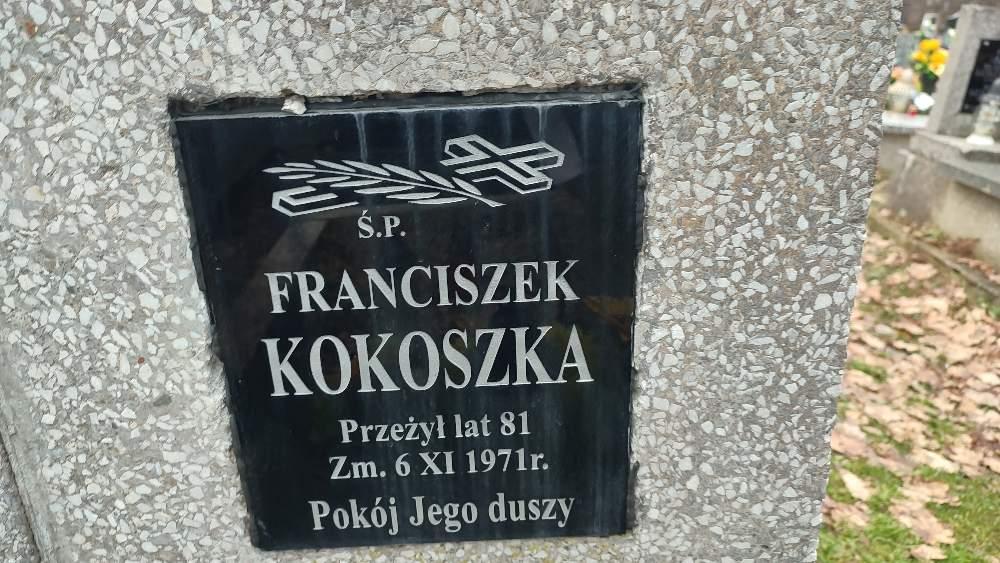 Ś.P.
FRANCISZEK
KOKOSZKA
Przeżył lat 81
Zm. 6 XI 1971r.
Pokój Jego duszy